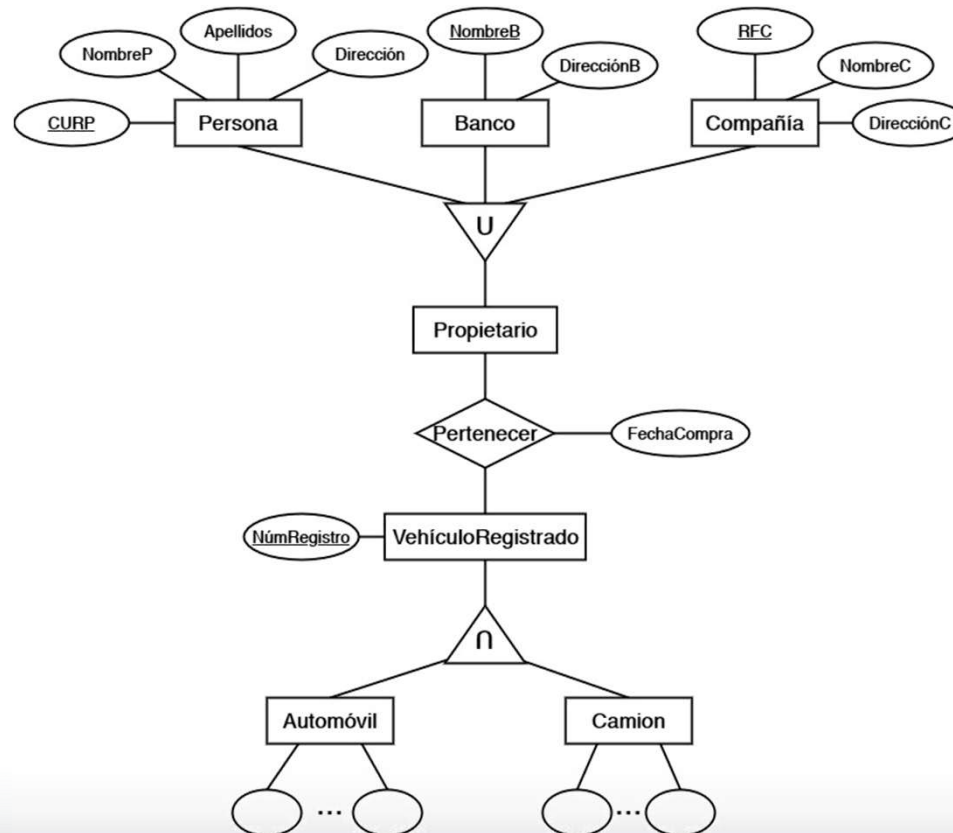 Apellidos
NombreB
RFC
NombreP
Dirección
DirecciónB
NombreC
CURP
Persona
Banco
Compañía
DirecciónC
U
Propietario
Pertenecer
FechaCompra
NúmRegistro
VehículoRegistrado
∩
Automóvil
Camion
...
...